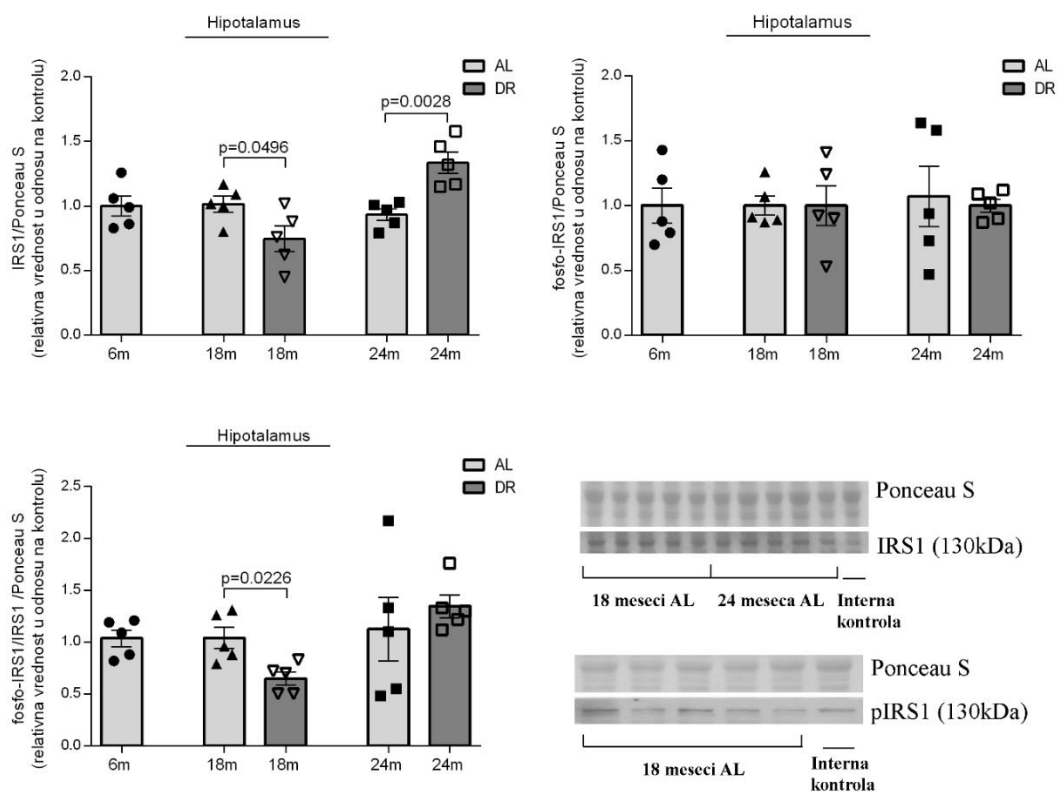 Hipotalamus
AL
DR
IRS1/Ponceau S
(relativna vrednost u odnosu na kontrolu)
2.0
1.5
1.0
0.5
0.0
p=0.0496
p=0.0028
6m
18m
18m
24m
24m
Hipotalamus
AL
DR
fosfo-IRS1/Ponceau S
(relativna vrednost u odnosu na kontrolu)
2.0
1.5
1.0
0.5
0.0
6m
18m
18m
24m
24m
Hipotalamus
AL
DR
fosfo-IRS1/IRS1 /Ponceau S
(relativna vrednost u odnosu na kontrolu)
2.5
2.0
1.5
1.0
0.5
0.0
p=0.0226
6m
18m
18m
24m
24m
Ponceau S
IRS1 (130kDa)
18 meseci AL
24 meseca AL
Interna
kontrola
Ponceau S
pIRS1 (130kDa)
18 meseci AL
Interna
kontrola